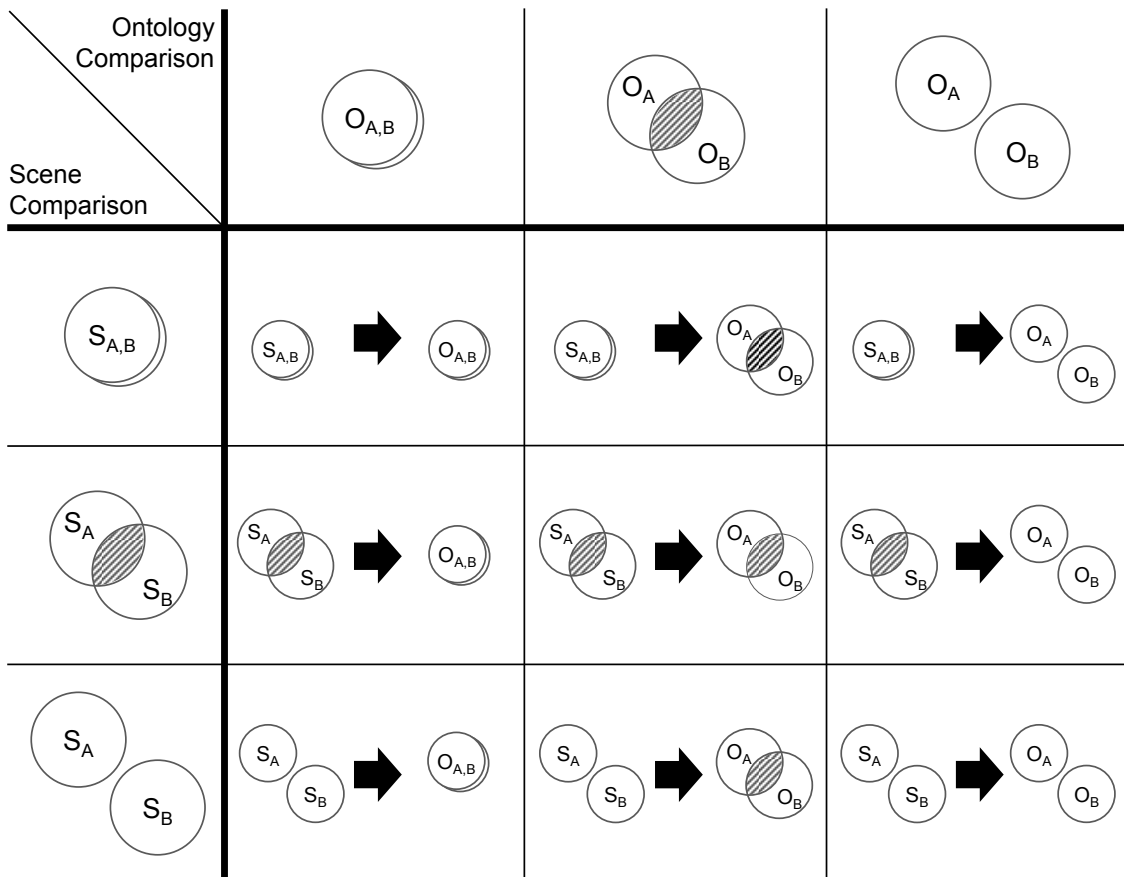 Ontology
Comparison
Scene
Comparison
O_A,B
O_A
O_B
O_A
O_B
S_A,B
S_A,B
O_A,B
S_A,B
O_A
O_B
S_A,B
O_A
O_B
S_A
S_B
S_A
S_B
O_A,B
S_A
S_B
O_A
O_B
S_A
S_B
O_A
O_B
S_A
S_B
S_A
S_B
O_A,B
S_A
S_B
O_A
O_B
S_A
S_B
O_A
O_B